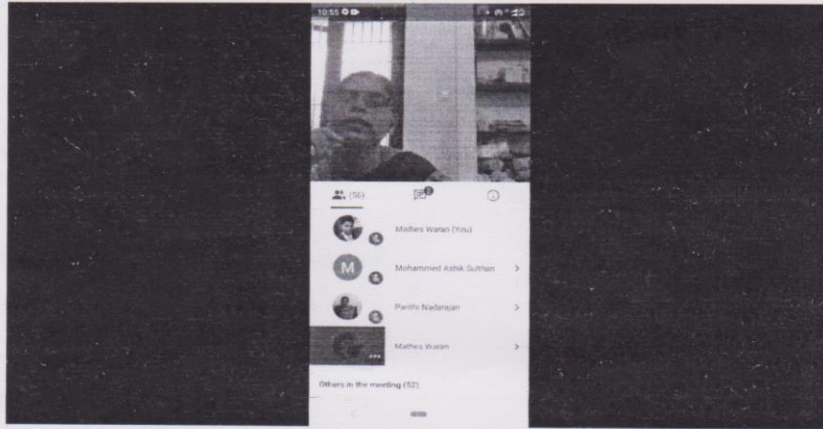 10:55
(56)
Mathes Waran (You)
M
Mohammed Ashik Sulthan
Parithi Nadarajan
Mathes Waran
Others in the meeting (52)